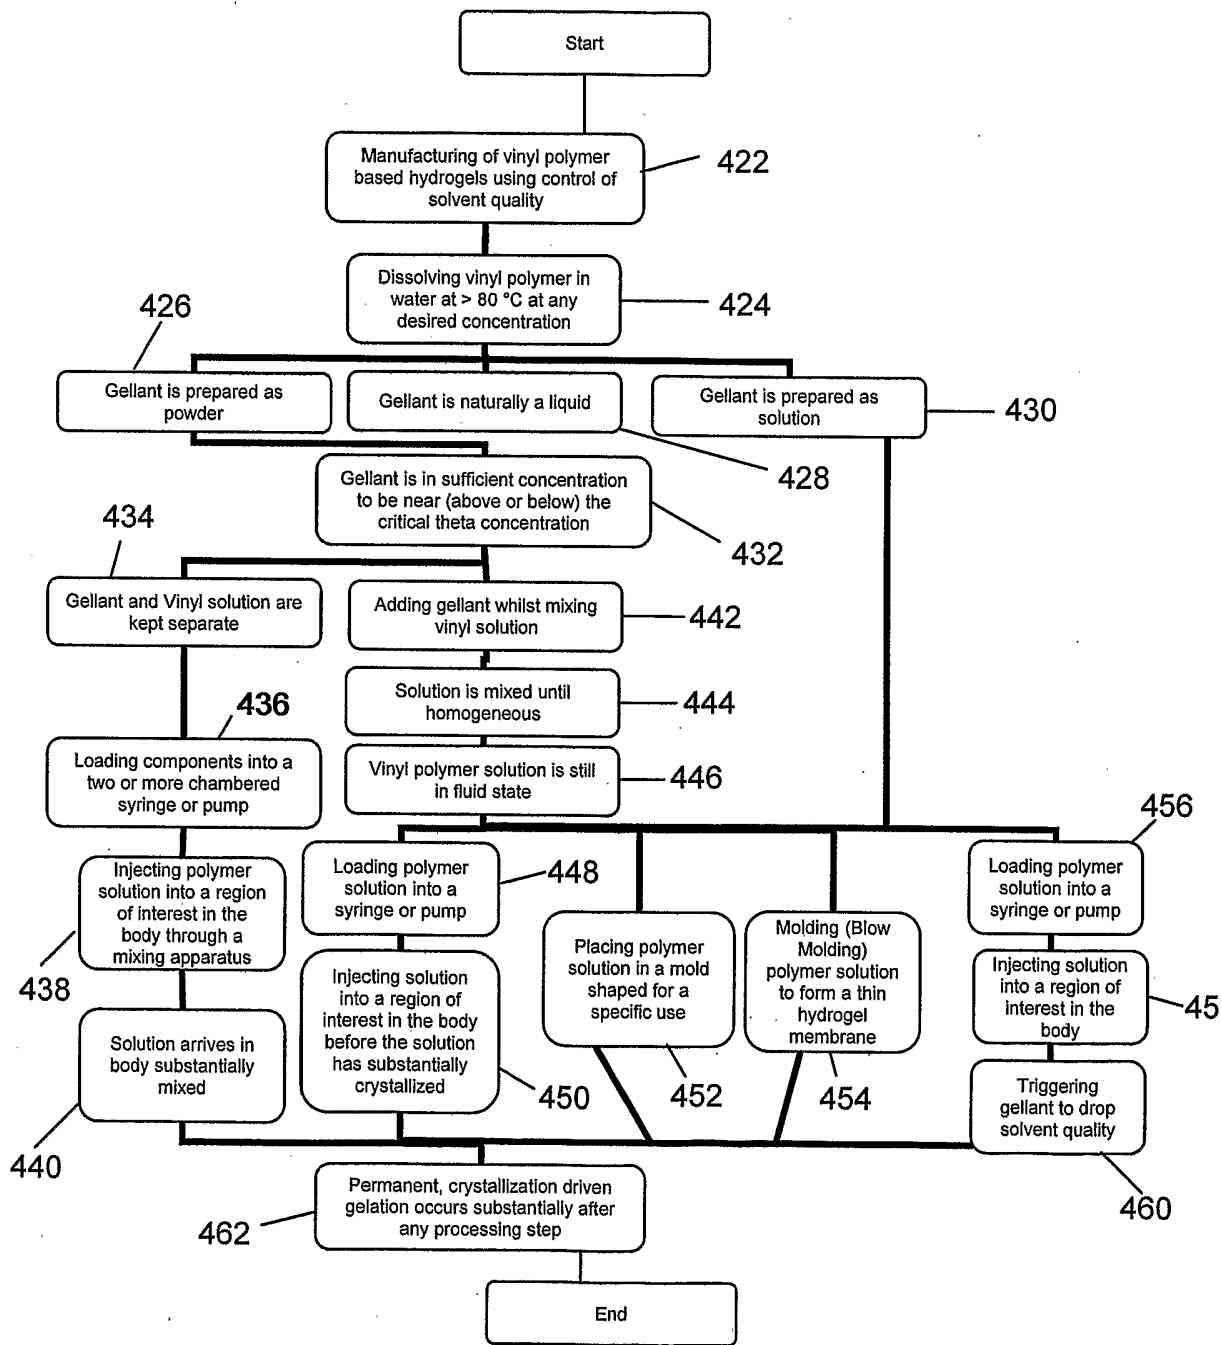 Start
Manufacturing of vinyl polymer
based hydrogels using control of
solvent quality
422
Dissolving vinyl polymer in
water at > 80 °C at any
desired concentration
424
426
Gellant is prepared as
powder
Gellant is naturally a liquid
428
Gellant is prepared as
solution
430
Gellant is in sufficient concentration
to be near (above or below) the
critical theta concentration
432
434
Gellant and Vinyl solution are
kept separate
Adding gellant whilst mixing
vinyl solution
442
Solution is mixed until
homogeneous
444
436
Loading components into a
two or more chambered
syringe or pump
Vinyl polymer solution is still
in fluid state
446
Injecting polymer
solution into a region
of interest in the
body through a
mixing apparatus
438
Solution arrives in
body substantially
mixed
440
Loading polymer
solution into a
syringe or pump
448
Injecting solution
into a region of
interest in the body
before the solution
has substantially
crystallized
450
Placing polymer
solution in a mold
shaped for a
specific use
452
Molding (Blow
Molding)
polymer solution
to form a thin
hydrogel
membrane
454
456
Loading polymer
solution into a
syringe or pump
Injecting solution
into a region of
interest in the
body
45
Triggering
gellant to drop
solvent quality
460
Permanent, crystallization driven
gelation occurs substantially after
any processing step
462
End